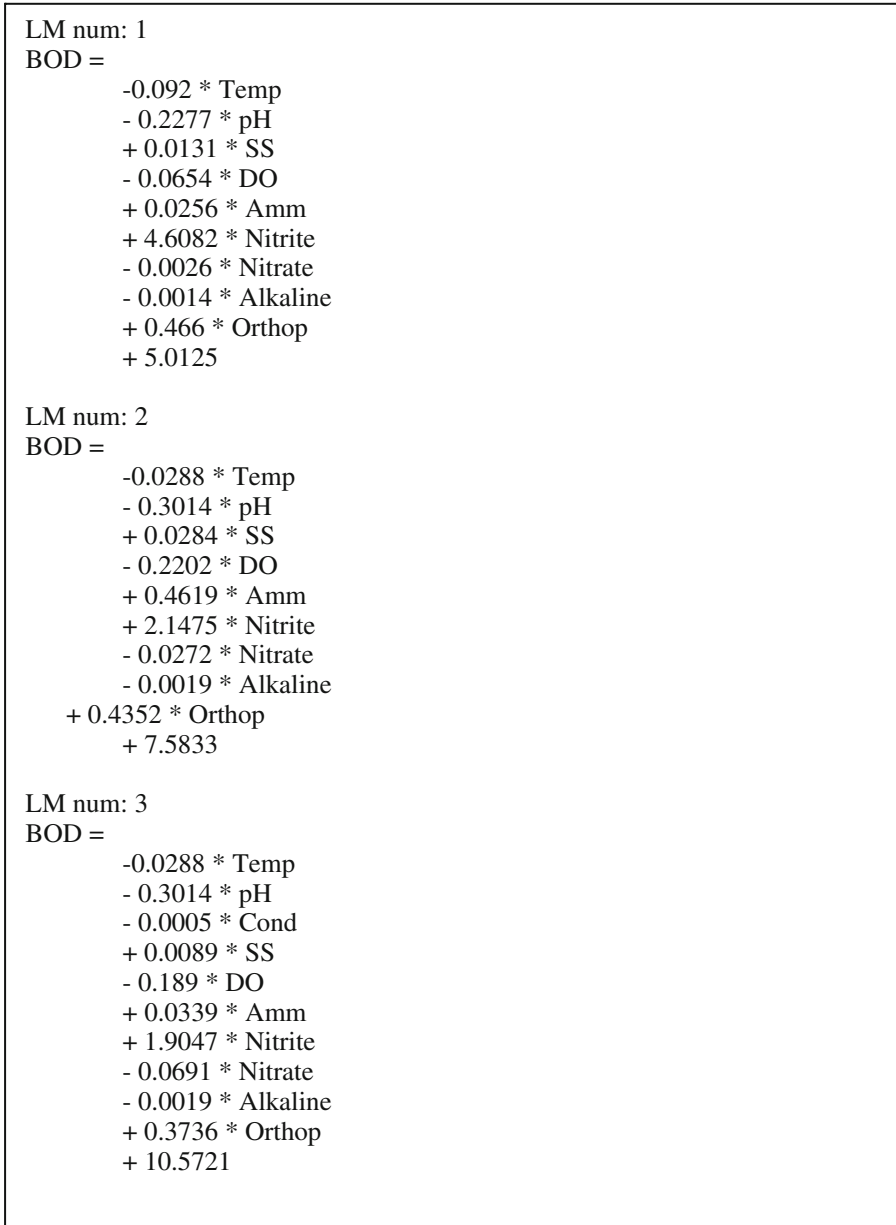 LM num: 1
BOD =
-0.092 * Temp
- 0.2277 * pH
+ 0.0131 * SS
- 0.0654 * DO
+ 0.0256 * Amm
+ 4.6082 * Nitrite
- 0.0026 * Nitrate
- 0.0014 * Alkaline
+ 0.466 * Orthop
+ 5.0125
LM num: 2
BOD =
-0.0288 * Temp
- 0.3014 * pH
+ 0.0284 * SS
- 0.2202 * DO
+ 0.4619 * Amm
+ 2.1475 * Nitrite
- 0.0272 * Nitrate
- 0.0019 * Alkaline
+ 0.4352 * Orthop
+ 7.5833
LM num: 3
BOD =
-0.0288 * Temp
- 0.3014 * pH
- 0.0005 * Cond
+ 0.0089 * SS
- 0.189 * DO
+ 0.0339 * Amm
+ 1.9047 * Nitrite
- 0.0691 * Nitrate
- 0.0019 * Alkaline
+ 0.3736 * Orthop
+ 10.5721